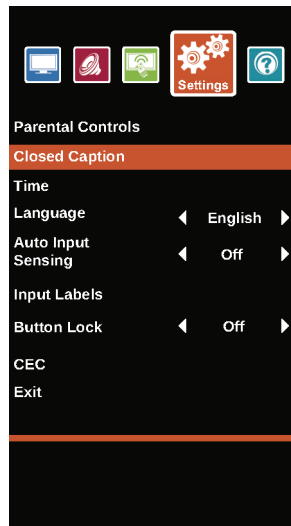 Settings
Parental Controls
Closed Caption
Time
Language English
Auto Input
Sensing Off
Input Labels
Button Lock Off
CEC
Exit